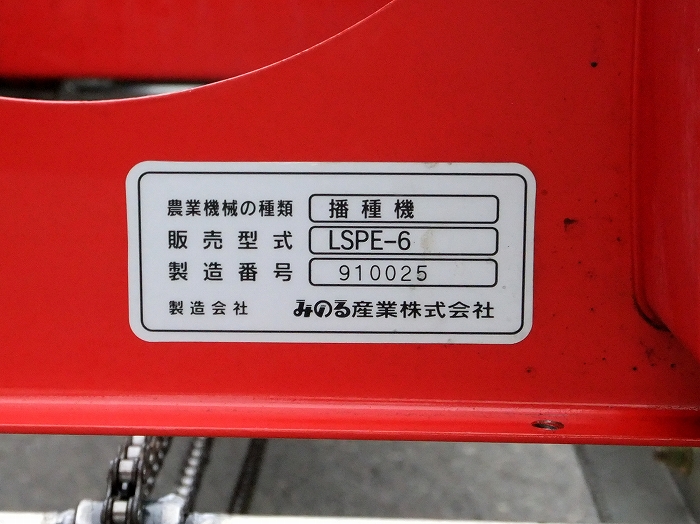 農業機械の種類 播種機
販売型式 LSPE-6
製造番号 910025
製造会社 みのる産業株式会社